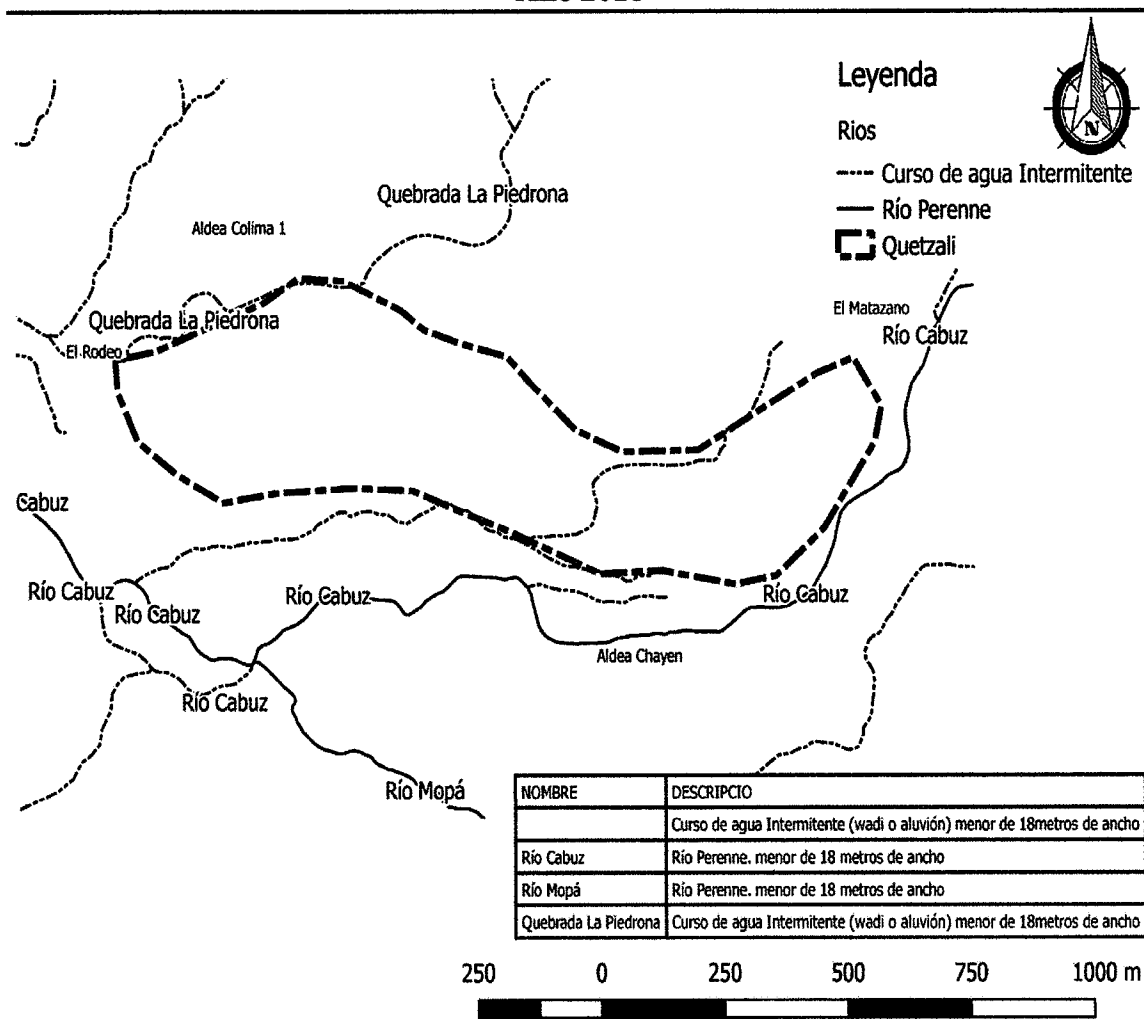 Leyenda
N
Rios
Curso de agua Intermitente
Río Perenne
Quetzali
Quebrada La Piedrona
Aldea Colima 1
El Matazano
Río Cabuz
Quebrada La Piedrona
El Rodeo
Cabuz
Río Cabuz
Río Cabuz
Río Cabuz
Río Cabuz
Aldea Chayen
Río Cabuz
Río Mopá
NOMBRE DESCRIPCIO
Curso de agua Intermitente (wadi o aluvión) menor de 18metros de ancho
Río Cabuz Río Perenne. menor de 18 metros de ancho
Río Mopá Río Perenne. menor de 18 metros de ancho
Quebrada La Piedrona Curso de agua Intermitente (wadi o aluvión) menor de 18metros de ancho
250 0 250 500 750 1000 m